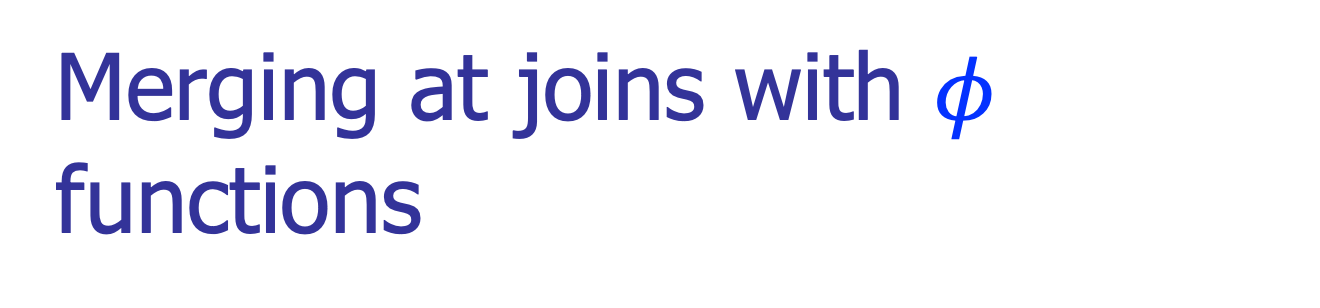 Merging at joins with ϕ
functions